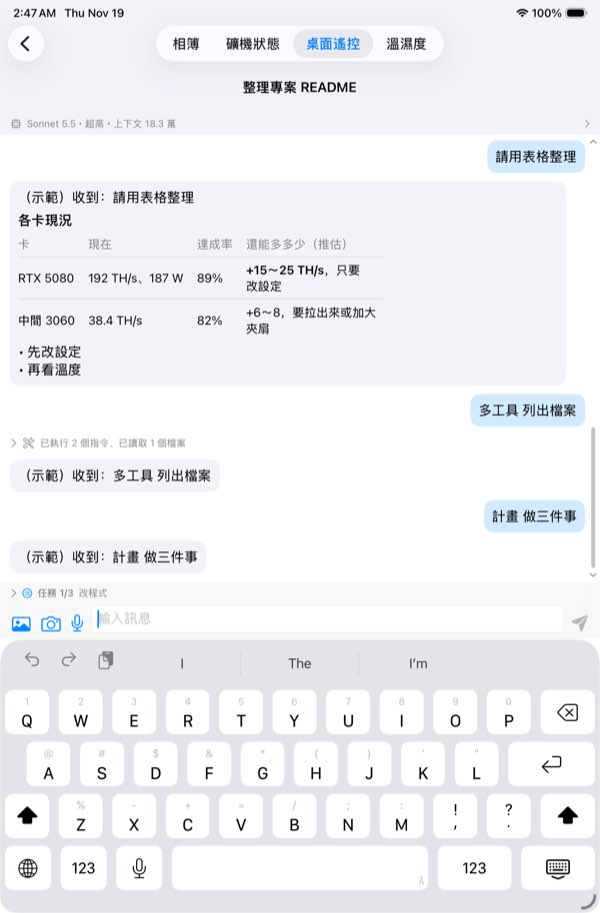 2:47 AM Thu Nov 19 100%
相簿 礦機狀態 桌面遙控 溫濕度
整理專案 README
Sonnet 5.5・超高・上下文 18.3 萬
請用表格整理
（示範）收到：請用表格整理
各卡現況
卡 現在 達成率 還能多多少（推估）
RTX 5080 192 TH/s、187 W 89% +15～25 TH/s，只要
改設定
中間 3060 38.4 TH/s 82% +6～8，要拉出來或加大
夾扇
• 先改設定
• 再看溫度
多工具 列出檔案
已執行 2 個指令、已讀取 1 個檔案
（示範）收到：多工具 列出檔案
計畫 做三件事
（示範）收到：計畫 做三件事
任務 1/3 改程式
輸入訊息
I The I'm
1 2 3 4 5 6 7 8 9 0
Q W E R T Y U I O P
@ # $ & * ( ) ' "
A S D F G H J K L
% - + = / ; : ! ?
Z X C V B N M , .
123 123
A